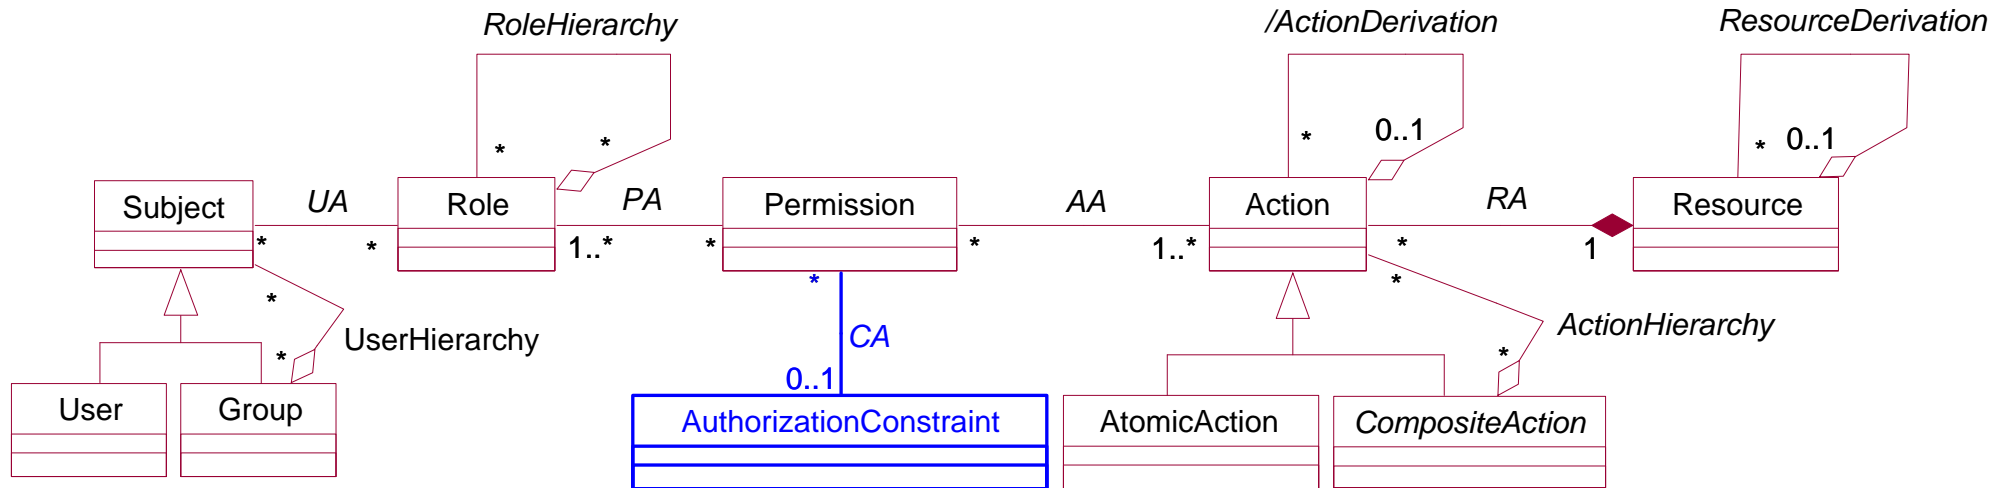 RoleHierarchy /ActionDerivation ResourceDerivation
* * * 0..1 * 0..1
Subject UA Role PA Permission AA Action RA Resource
* * 1..* * * 1..* * 1
* * *
CA
UserHierarchy ActionHierarchy
* *
0..1
User Group AuthorizationConstraint AtomicAction CompositeAction